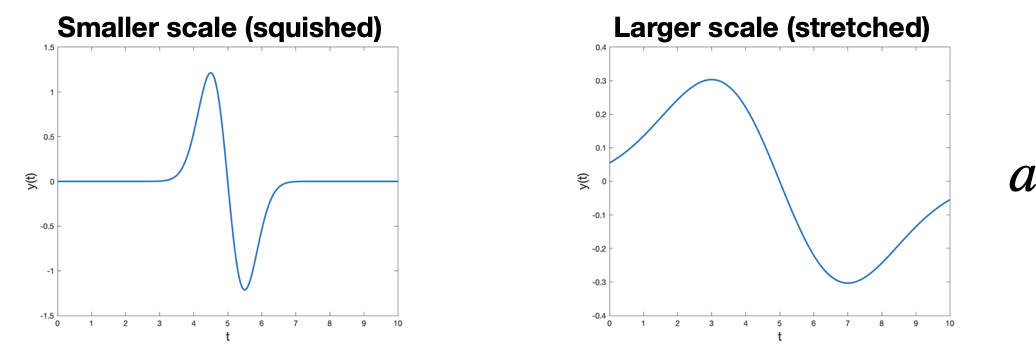 Smaller scale (squished)
1.5
1
0.5
0
-0.5
-1
-1.5
y(t)
0 1 2 3 4 5 6 7 8 9 10
t
Larger scale (stretched)
0.4
0.3
0.2
0.1
0
-0.1
-0.2
-0.3
-0.4
y(t)
0 1 2 3 4 5 6 7 8 9 10
t
a